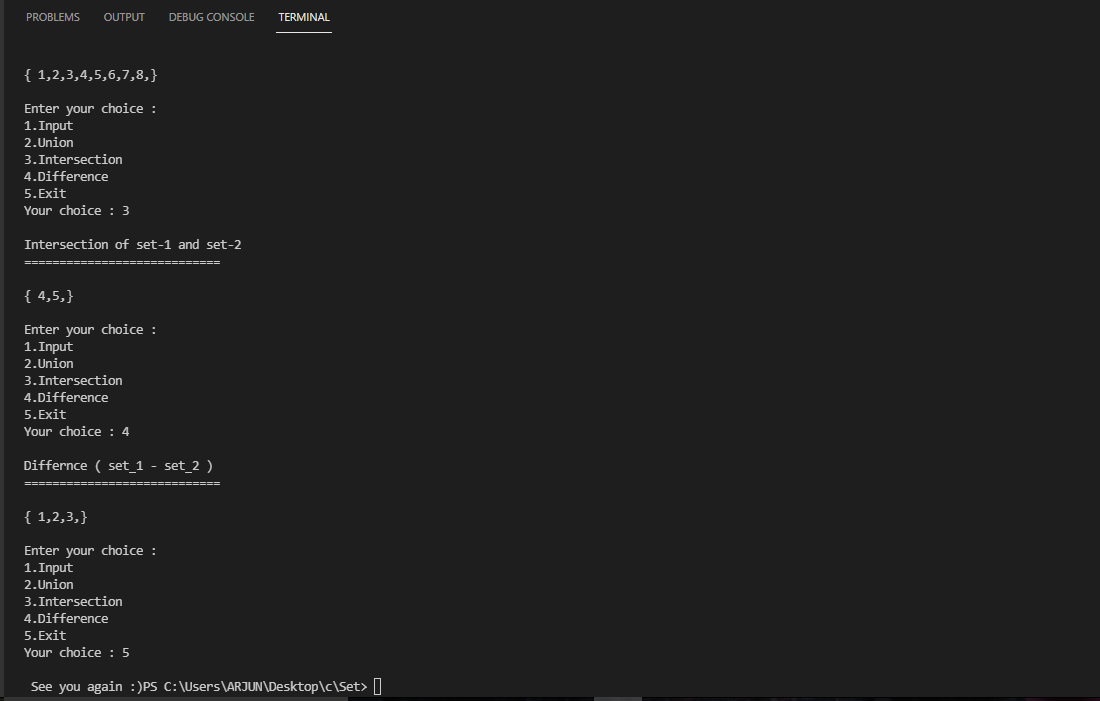 PROBLEMS OUTPUT DEBUG CONSOLE TERMINAL
{ 1,2,3,4,5,6,7,8,}
Enter your choice :
1.Input
2.Union
3.Intersection
4.Difference
5.Exit
Your choice : 3
Intersection of set-1 and set-2
============================
{ 4,5,}
Enter your choice :
1.Input
2.Union
3.Intersection
4.Difference
5.Exit
Your choice : 4
Differnce ( set_1 - set_2 )
============================
{ 1,2,3,}
Enter your choice :
1.Input
2.Union
3.Intersection
4.Difference
5.Exit
Your choice : 5
See you again :)PS C:\Users\ARJUN\Desktop\c\Set>